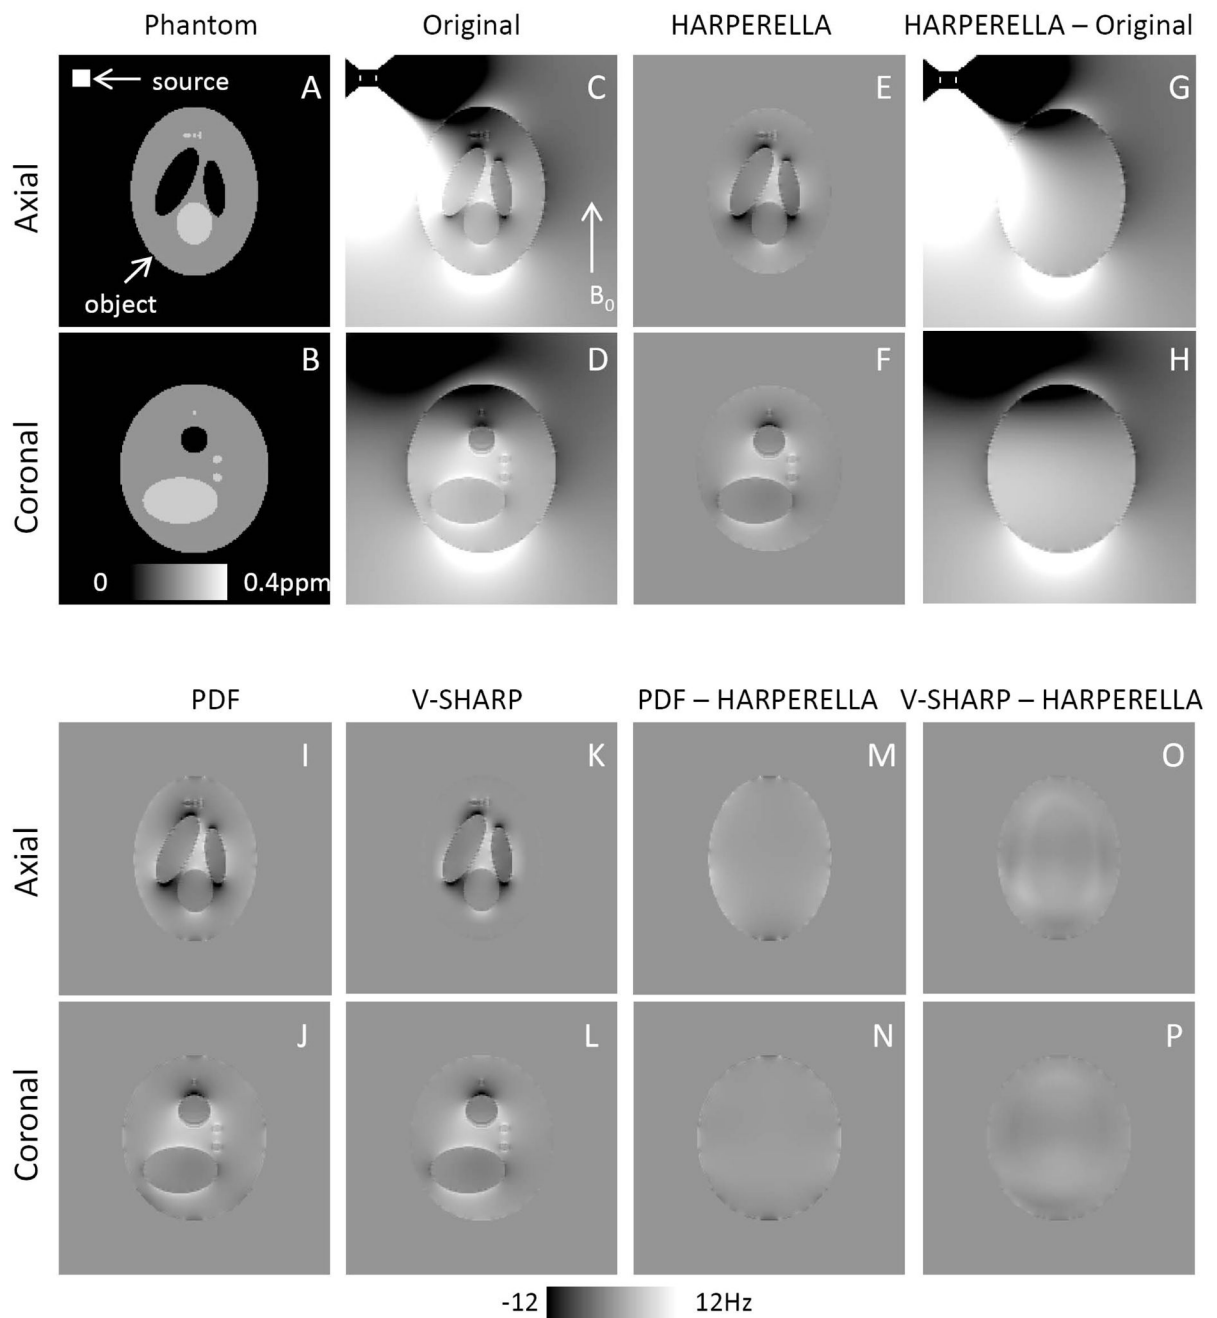 Phantom Original HARPERELLA HARPERELLA – Original
Axial
source
A
C
E
G
object
B₀
Coronal
B
D
F
H
0 0.4ppm
PDF V-SHARP PDF – HARPERELLA V-SHARP – HARPERELLA
Axial
I
K
M
O
Coronal
J
L
N
P
-12 12Hz